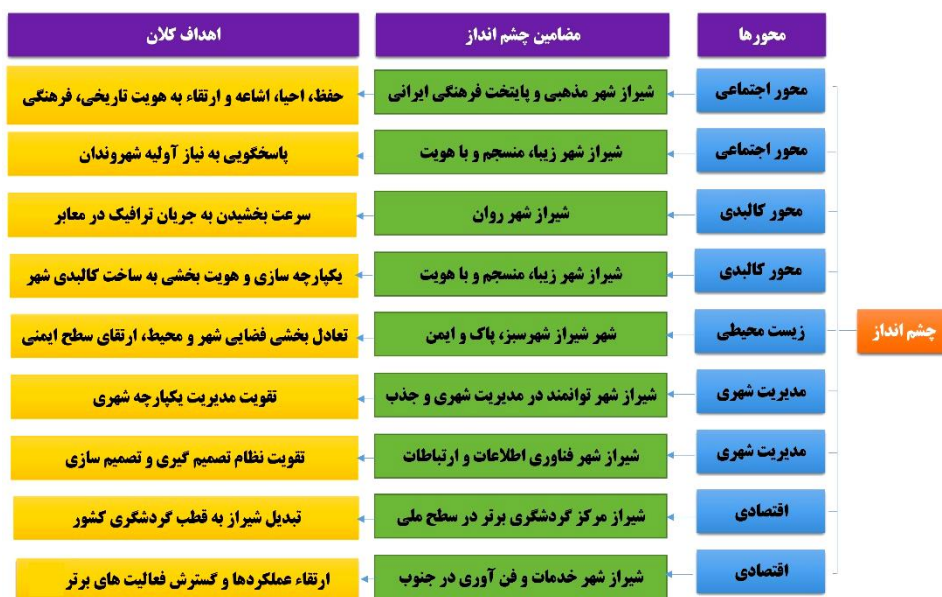 محورها
مضامین چشم انداز
اهداف کلان
چشم انداز
محور اجتماعی
شیراز شهر مذهبی و پایتخت فرهنگی ایرانی
حفظ، احیا، اشاعه و ارتقاء به هویت تاریخی، فرهنگی
محور اجتماعی
شیراز شهر زیبا، منسجم و با هویت
پاسخگویی به نیاز آولیه شهروندان
محور کالبدی
شیراز شهر روان
سرعت بخشیدن به جریان ترافیک در معابر
محور کالبدی
شیراز شهر زیبا، منسجم و با هویت
یکپارچه سازی و هویت بخشی به ساخت کالبدی شهر
زیست محیطی
شهر شیراز شهرسبز، پاک و ایمن
تعادل بخشی فضایی شهر و محیط، ارتقای سطح ایمنی
مدیریت شهری
شیراز شهر توانمند در مدیریت شهری و جذب
تقویت مدیریت یکپارچه شهری
مدیریت شهری
شیراز شهر فناوری اطلاعات و ارتباطات
تقویت نظام تصمیم گیری و تصمیم سازی
اقتصادی
شیراز مرکز گردشگری برتر در سطح ملی
تبدیل شیراز به قطب گردشگری کشور
اقتصادی
شیراز شهر خدمات و فن آوری در جنوب
ارتقاء عملکردها و گسترش فعالیت های برتر